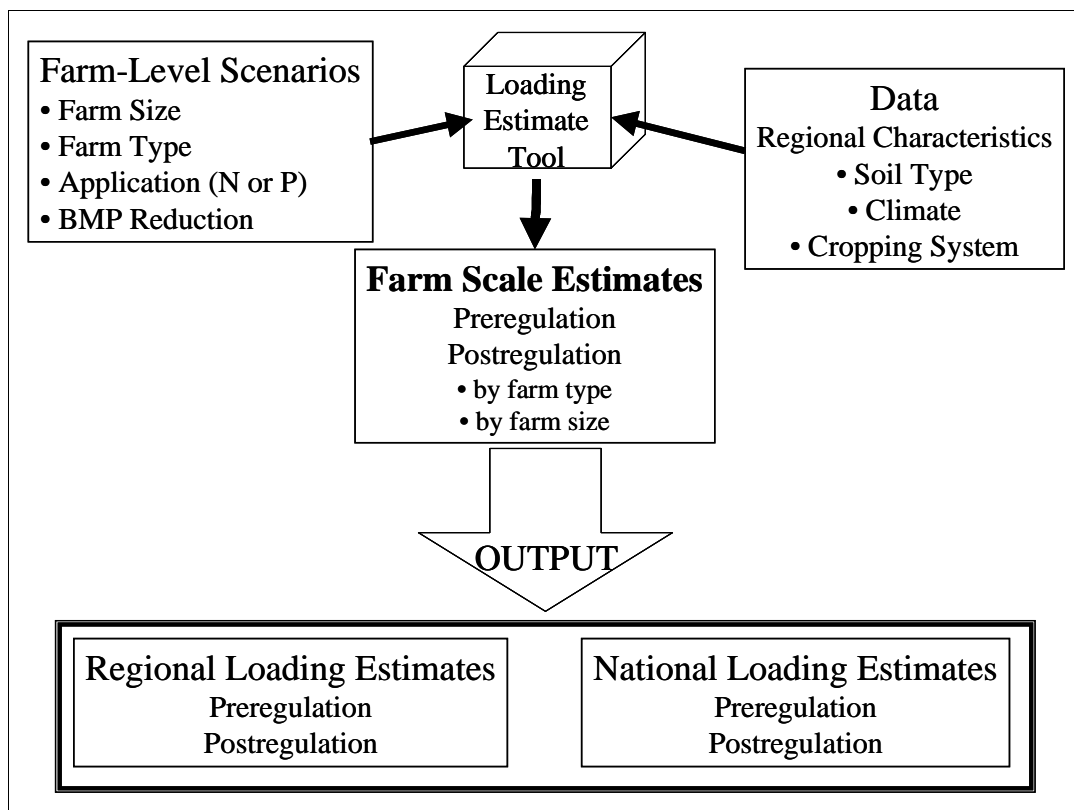 Farm-Level Scenarios
• Farm Size
• Farm Type
• Application (N or P)
• BMP Reduction
Loading
Estimate
Tool
Data
Regional Characteristics
• Soil Type
• Climate
• Cropping System
Farm Scale Estimates
Preregulation
Postregulation
• by farm type
• by farm size
OUTPUT
Regional Loading Estimates
Preregulation
Postregulation
National Loading Estimates
Preregulation
Postregulation